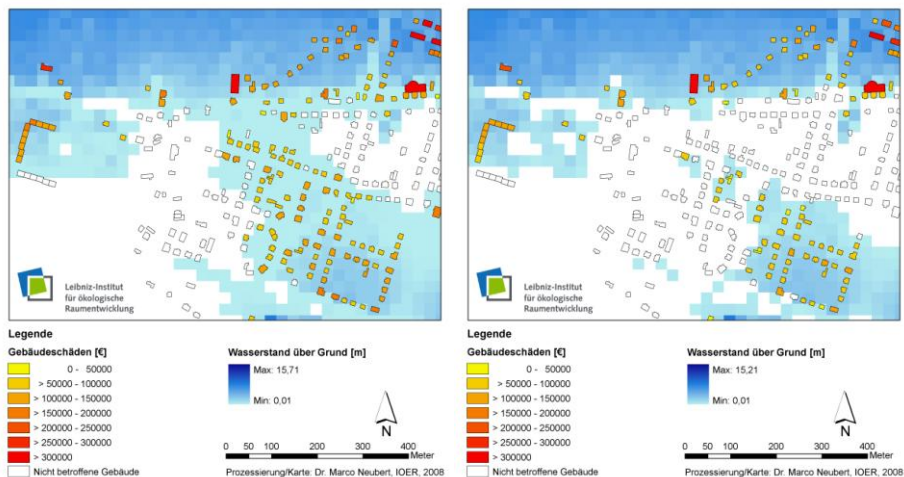 Leibniz-Institut
für ökologische
Raumentwicklung
Legende
Gebäudeschäden [€]
0 - 50000
> 50000 - 100000
> 100000 - 150000
> 150000 - 200000
> 200000 - 250000
> 250000 - 300000
> 300000
Nicht betroffene Gebäude
Wasserstand über Grund [m]
Max: 15,71
Min: 0,01
N
0 50 100 200 300 400
Meter
Prozessierung/Karte: Dr. Marco Neubert, IOER, 2008
Leibniz-Institut
für ökologische
Raumentwicklung
Legende
Gebäudeschäden [€]
0 - 50000
> 50000 - 100000
> 100000 - 150000
> 150000 - 200000
> 200000 - 250000
> 250000 - 300000
> 300000
Nicht betroffene Gebäude
Wasserstand über Grund [m]
Max: 15,21
Min: 0,01
N
0 50 100 200 300 400
Meter
Prozessierung/Karte: Dr. Marco Neubert, IOER, 2008